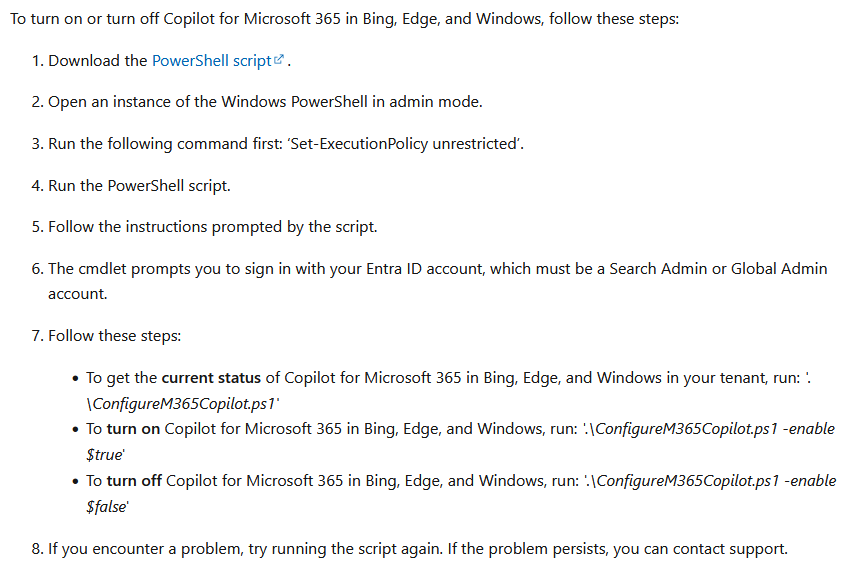 To turn on or turn off Copilot for Microsoft 365 in Bing, Edge, and Windows, follow these steps:
1. Download the PowerShell script.
2. Open an instance of the Windows PowerShell in admin mode.
3. Run the following command first: 'Set-ExecutionPolicy unrestricted'.
4. Run the PowerShell script.
5. Follow the instructions prompted by the script.
6. The cmdlet prompts you to sign in with your Entra ID account, which must be a Search Admin or Global Admin
account.
7. Follow these steps:
• To get the current status of Copilot for Microsoft 365 in Bing, Edge, and Windows in your tenant, run: '.
\ConfigureM365Copilot.ps1'
• To turn on Copilot for Microsoft 365 in Bing, Edge, and Windows, run: '.\ConfigureM365Copilot.ps1 -enable
$true'
• To turn off Copilot for Microsoft 365 in Bing, Edge, and Windows, run: '.\ConfigureM365Copilot.ps1 -enable
$false'
8. If you encounter a problem, try running the script again. If the problem persists, you can contact support.